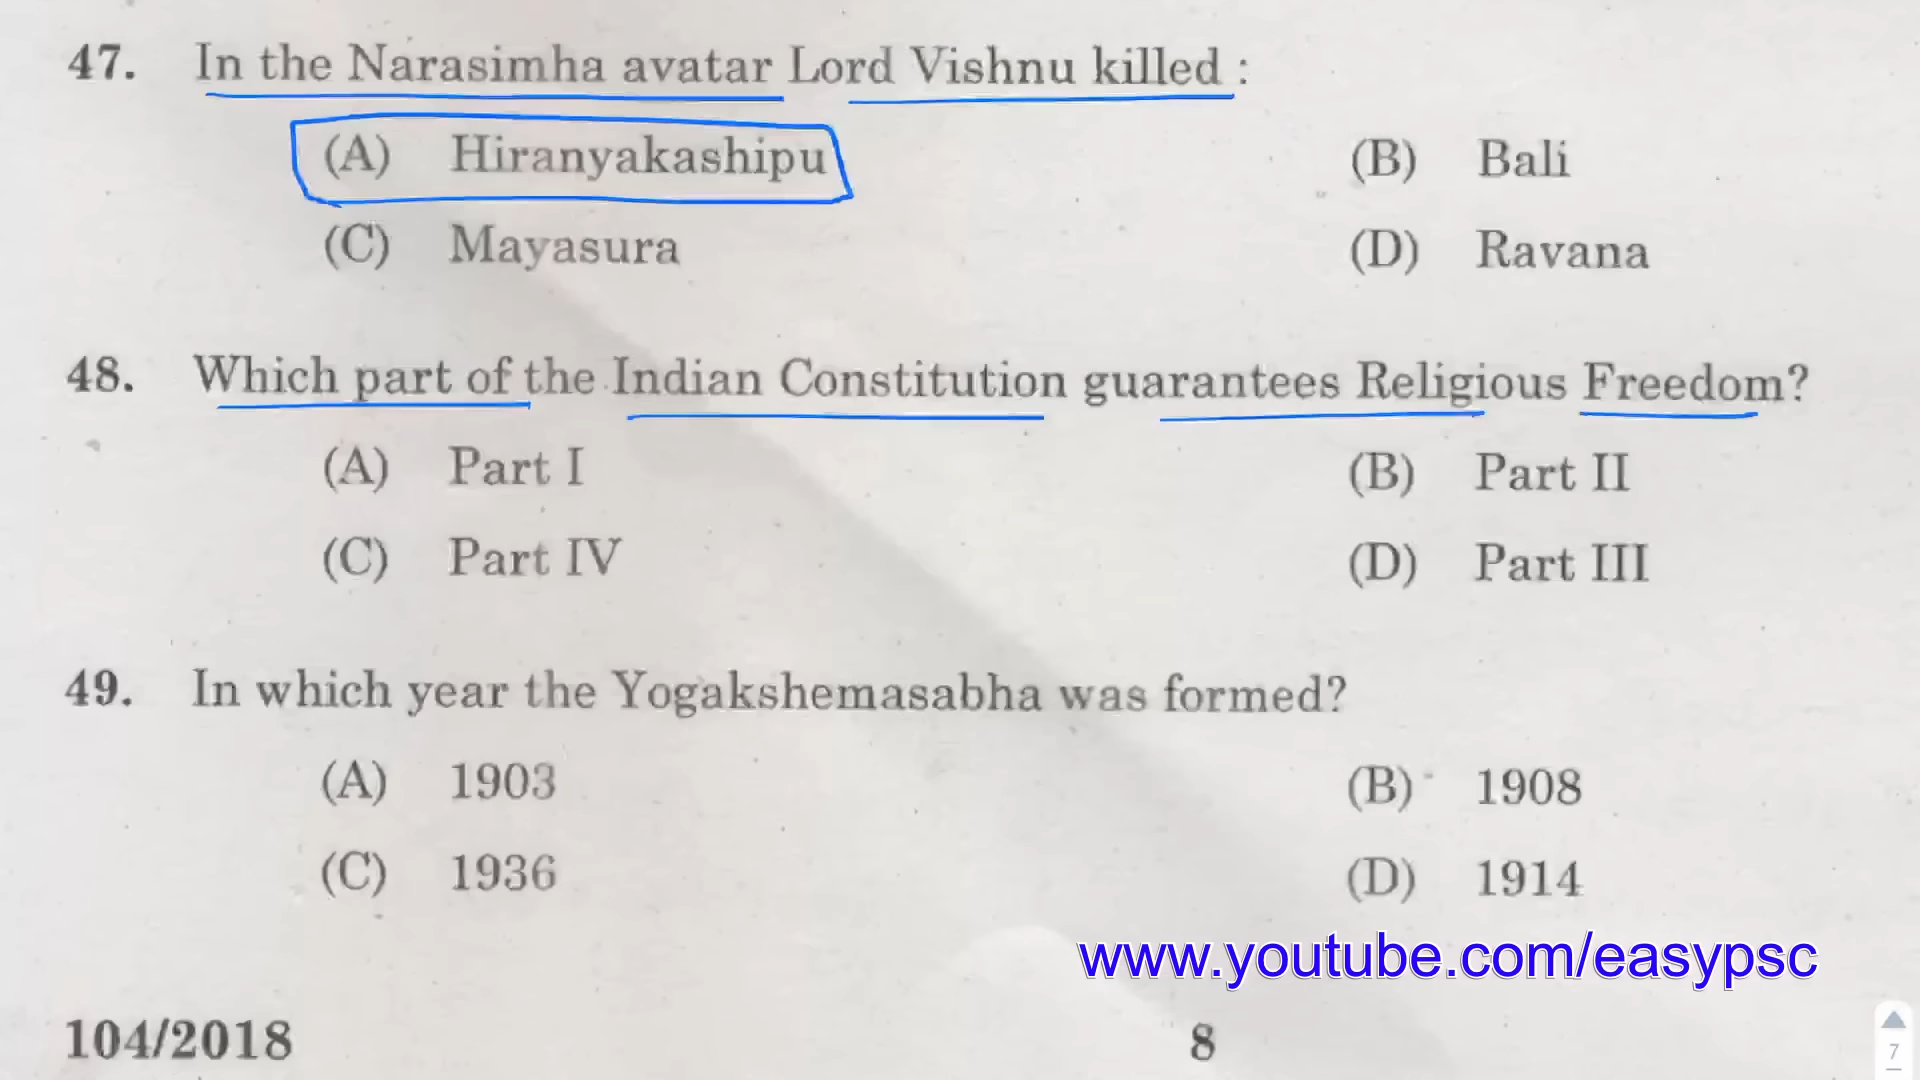 47. In the Narasimha avatar Lord Vishnu killed :
(A) Hiranyakashipu (B) Bali
(C) Mayasura (D) Ravana
48. Which part of the Indian Constitution guarantees Religious Freedom?
(A) Part I (B) Part II
(C) Part IV (D) Part III
49. In which year the Yogakshemasabha was formed?
(A) 1903 (B) 1908
(C) 1936 (D) 1914
www.youtube.com/easypsc
104/2018 8
7